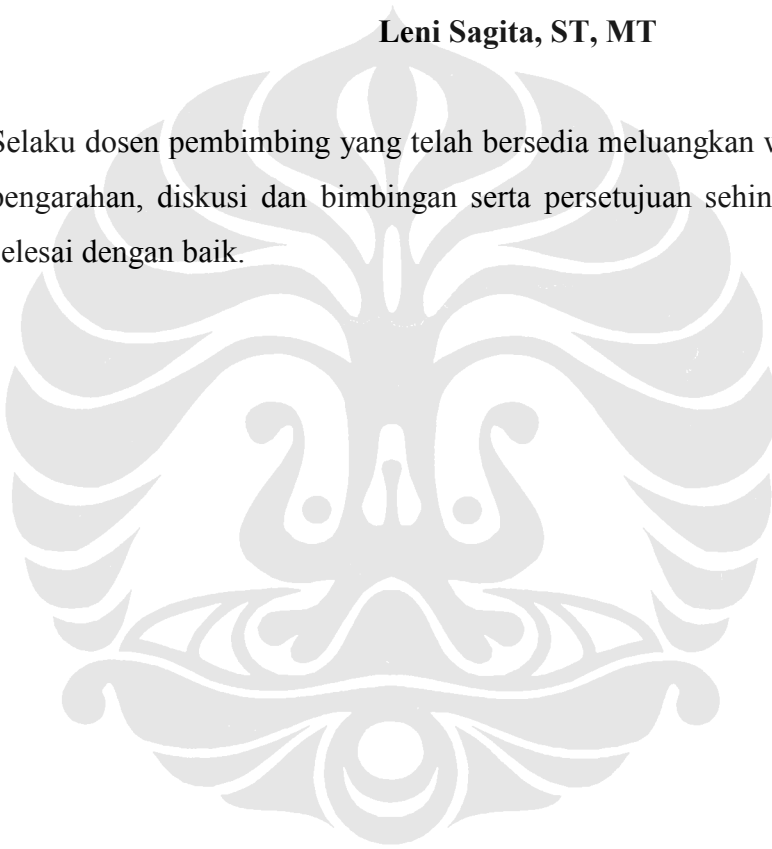 Leni Sagita, ST, MT
Selaku dosen pembimbing yang telah bersedia meluangkan
pengarahan, diskusi dan bimbingan serta persetujuan sehin
selesai dengan baik.